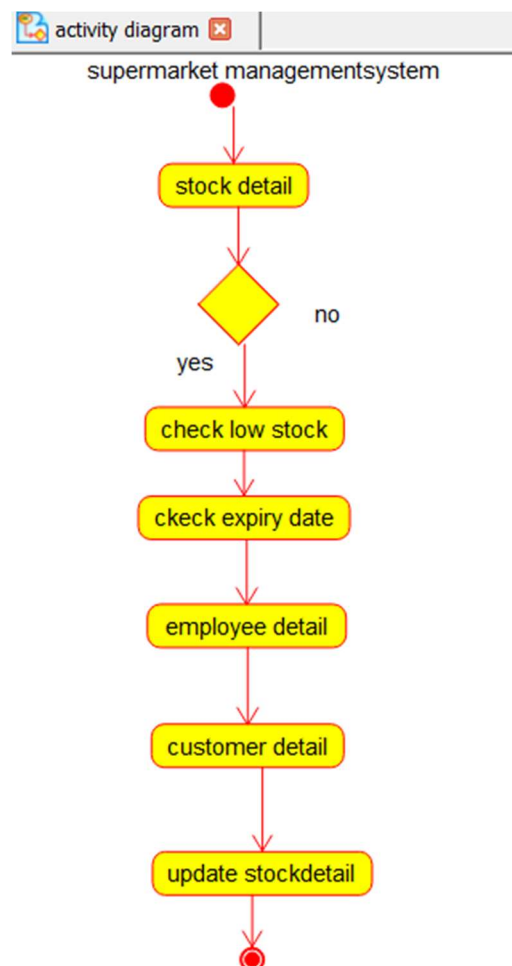 activity diagram
supermarket managementsystem
stock detail
no
yes
check low stock
ckeck expiry date
employee detail
customer detail
update stockdetail